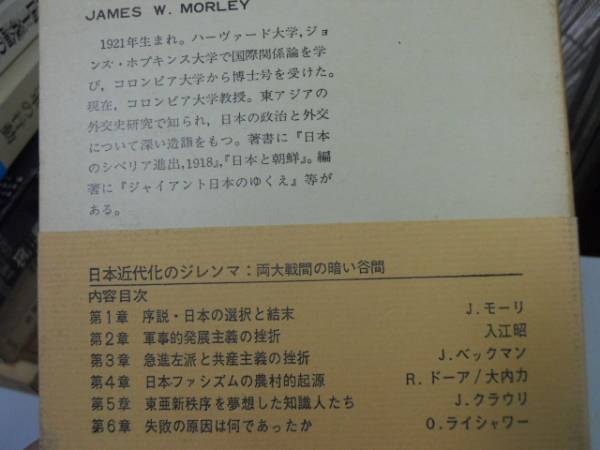 JAMES W. MORLEY
1921年生まれ。ハーヴァード大学,ジョ
ンズ・ホプキンス大学で国際関係論を学
び,コロンビア大学から博士号を受けた。
現在,コロンビア大学教授。東アジアの
外交史研究で知られ,日本の政治と外交
について深い造詣をもつ。著書に『日本
のシベリア進出,1918』,『日本と朝鮮』。編
著に『ジャイアント日本のゆくえ』等が
ある。
日本近代化のジレンマ:両大戦間の暗い谷間
内容目次
第1章 序説・日本の選択と結末 J.モーリ
第2章 軍事的発展主義の挫折 入江昭
第3章 急進左派と共産主義の挫折 J.ベックマン
第4章 日本ファシズムの農村的起源 R.ドーア/大内力
第5章 東亜新秩序を夢想した知識人たち J.クラウリ
第6章 失敗の原因は何であったか O.ライシャワー